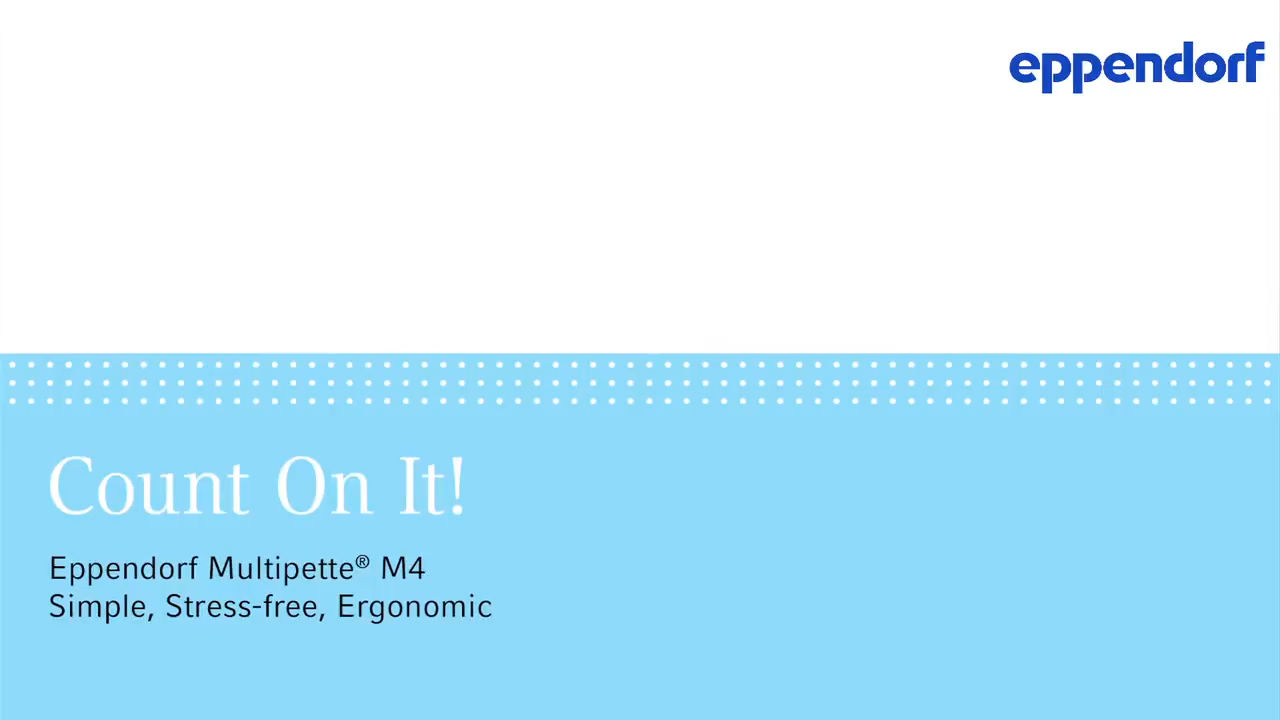 eppendorf
Count On It!
Eppendorf Multipette® M4
Simple, Stress-free, Ergonomic